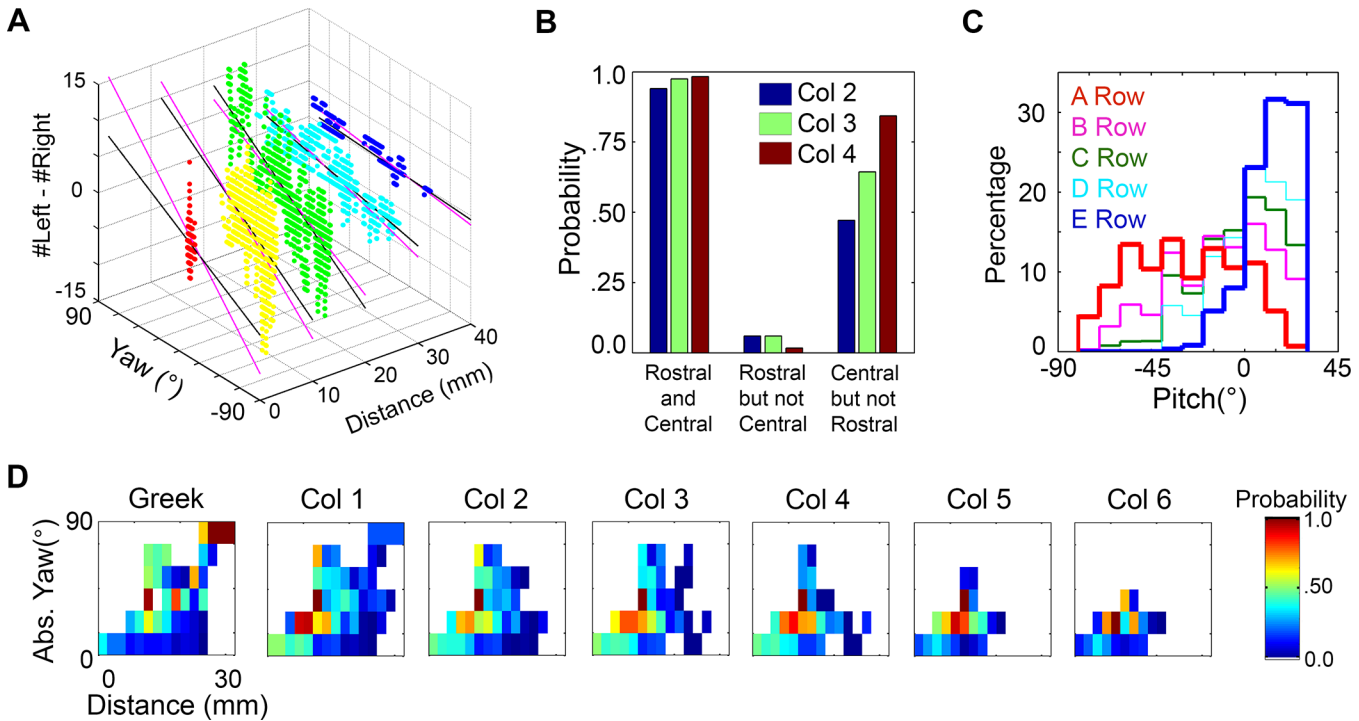 A
15
0
-15
#Left - #Right
90
Yaw (°)
-90
0
10
20
30
40
Distance (mm)
B
Probability
1.0
.75
.50
.25
0.0
Col 2
Col 3
Col 4
Rostral and Central
Rostral but not Central
Central but not Rostral
C
Percentage
30
20
10
0
A Row
B Row
C Row
D Row
E Row
-90
-45
0
45
Pitch(°)
D
Greek
Col 1
Col 2
Col 3
Col 4
Col 5
Col 6
Abs. Yaw(°)
90
0
0
30
Distance (mm)
Probability
1.0
.50
0.0